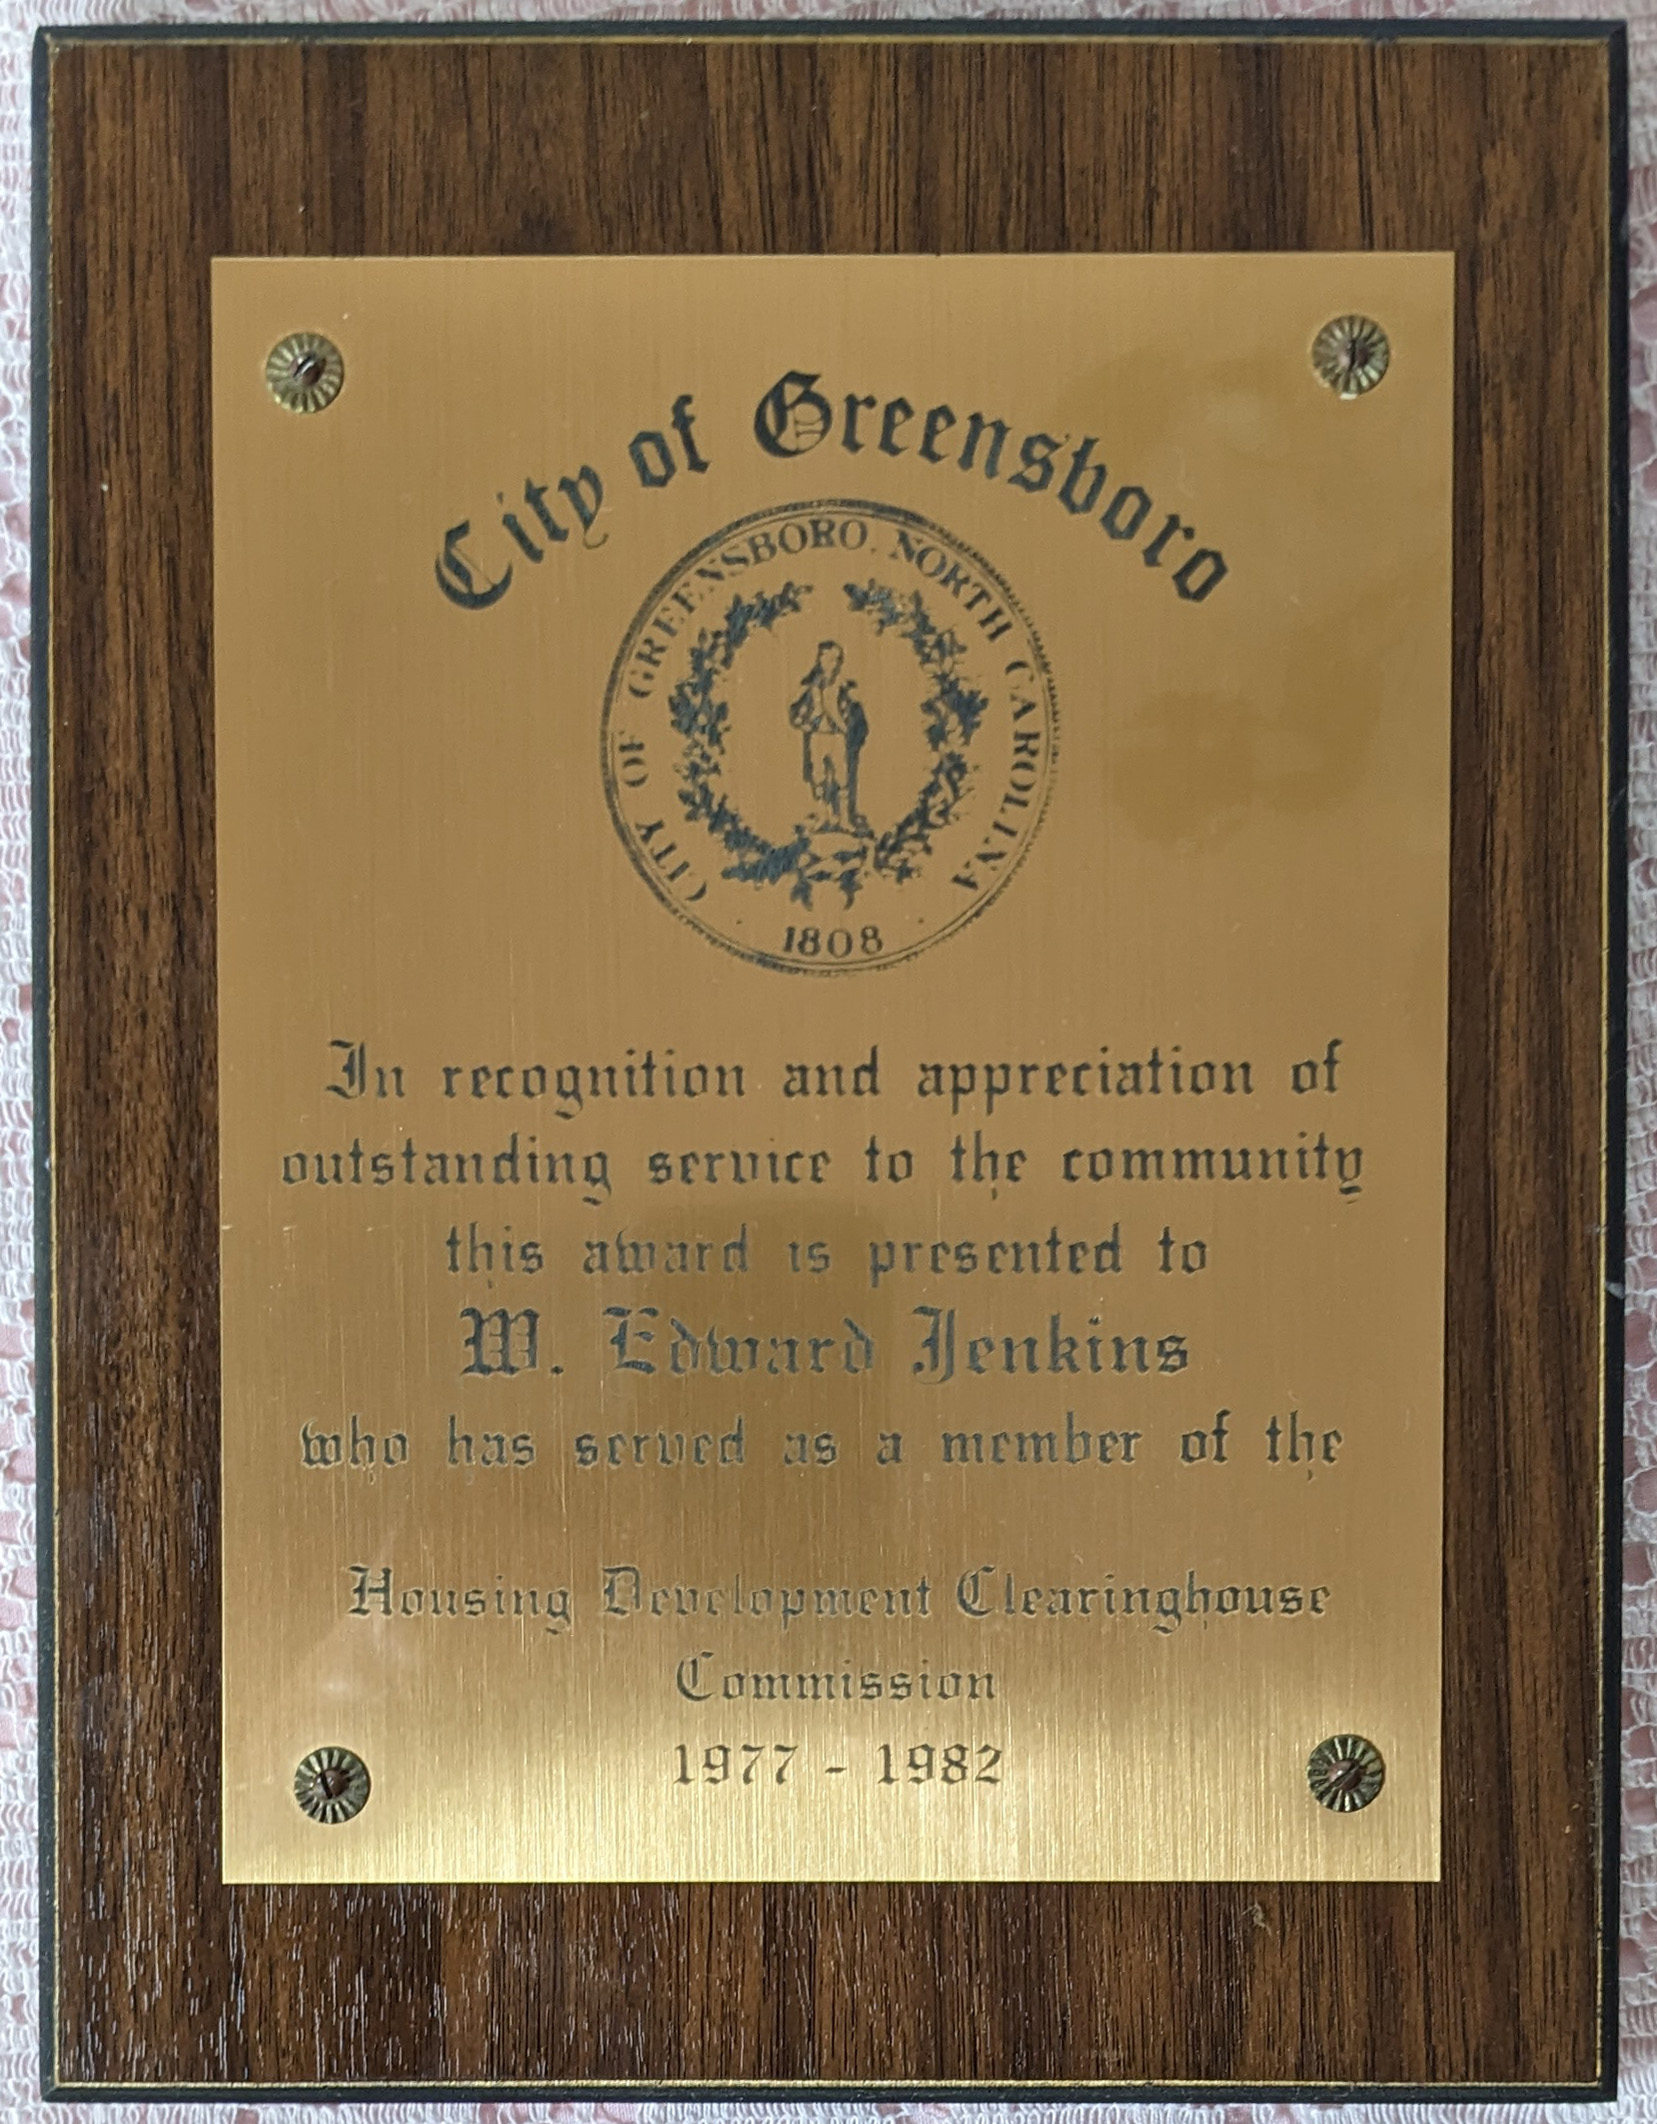 City of Greensboro
CITY OF GREENSBORO, NORTH CAROLINA
1808
In recognition and appreciation of
outstanding service to the community
this award is presented to
W. Edward Jenkins
who has served as a member of the
Housing Development Clearinghouse
Commission
1977 - 1982